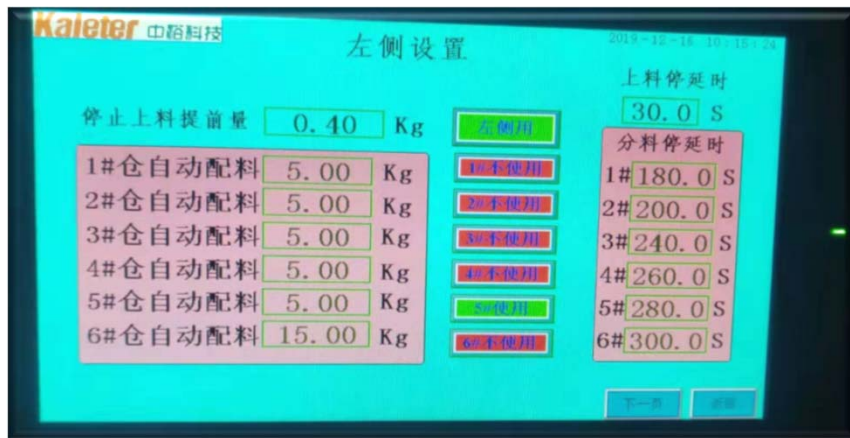 Kaleter 中谷科技
左侧设置
2019-12-16 10:15:24
上料停延时
30.0 S
停止上料提前量 0.40 Kg 左侧用
分料停延时
1#仓自动配料 5.00 Kg 1#不使用 1# 180.0 S
2#仓自动配料 5.00 Kg 2#不使用 2# 200.0 S
3#仓自动配料 5.00 Kg 3#不使用 3# 240.0 S
4#仓自动配料 5.00 Kg 4#不使用 4# 260.0 S
5#仓自动配料 5.00 Kg 5#使用 5# 280.0 S
6#仓自动配料 15.00 Kg 6#不使用 6# 300.0 S
下一页